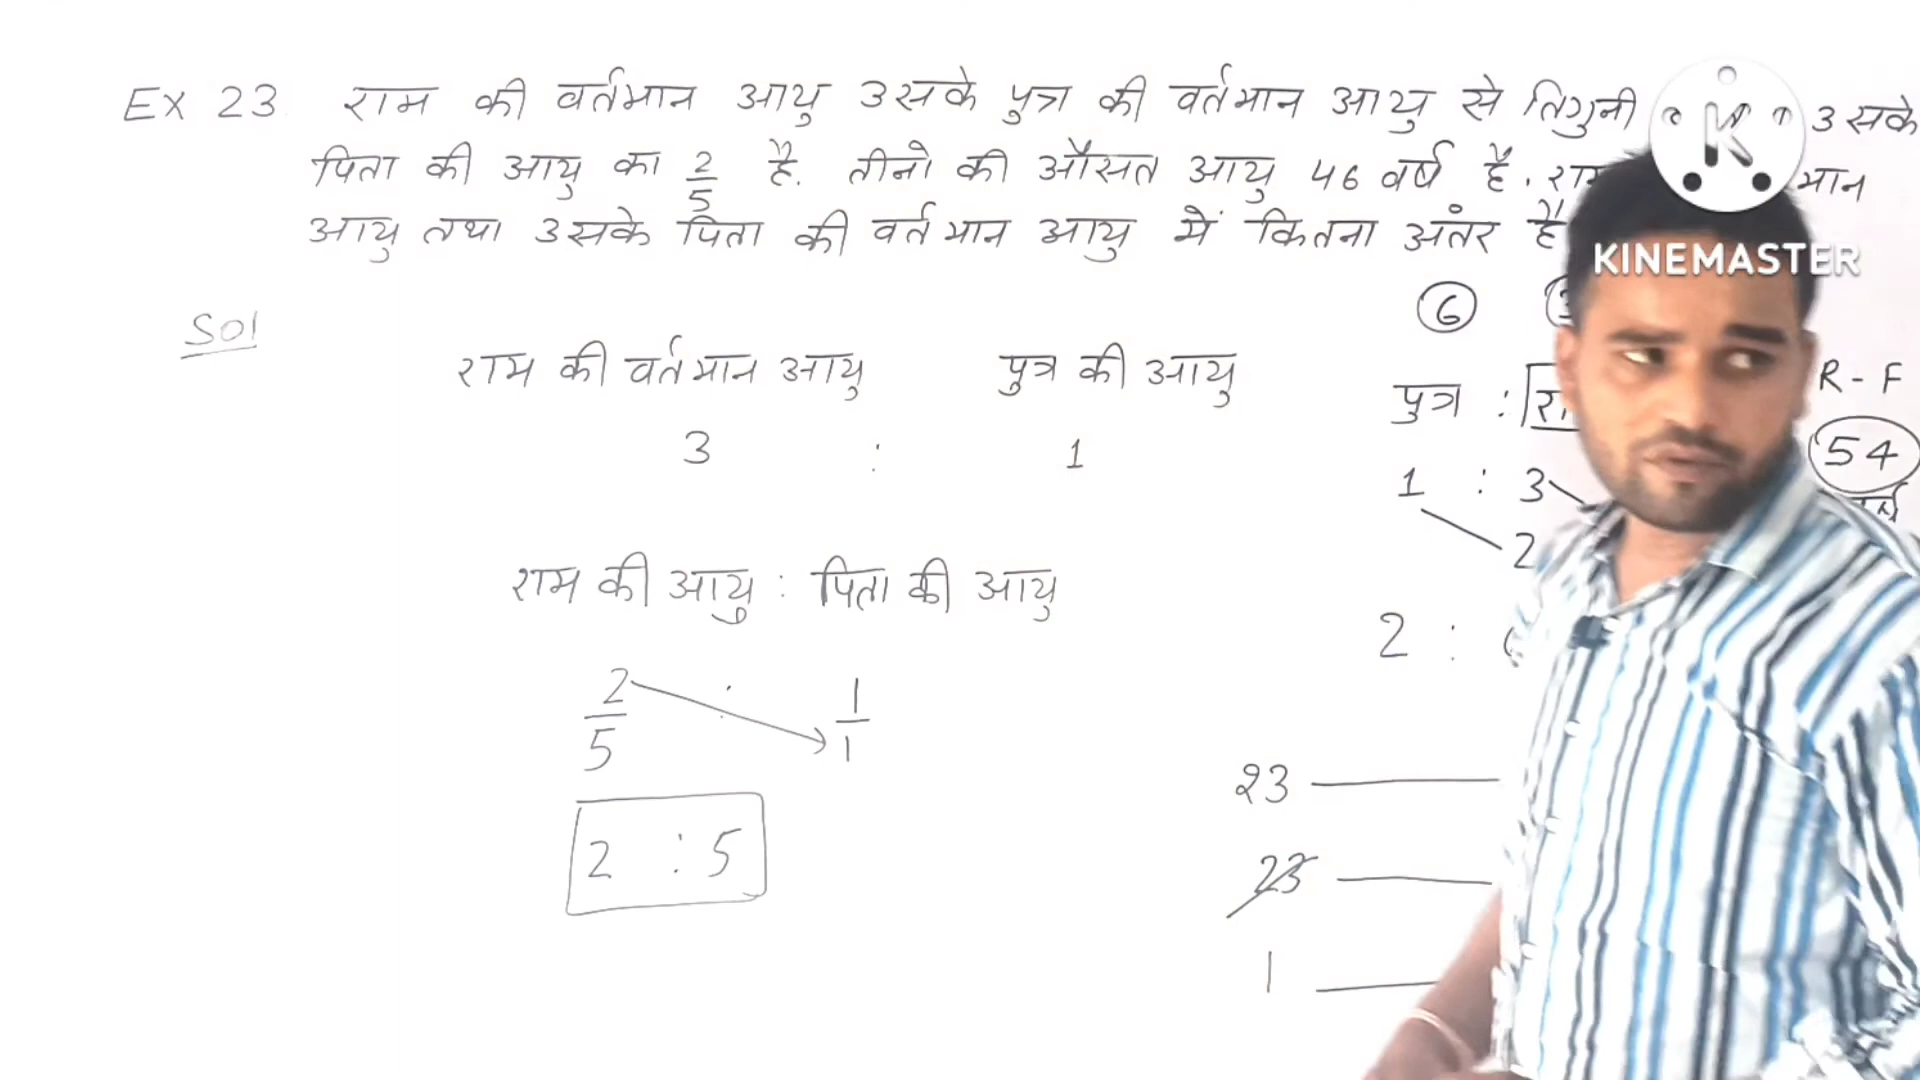 Ex 23. राम की वर्तमान आयु उसके पुत्र की वर्तमान आयु से तिगुनी उसके
पिता की आयु का 2/5 है. तीनो की औसत आयु 46 वर्ष है. मान
आयु तथा उसके पिता की वर्तमान आयु में कितना अंतर है
K
KINEMASTER
Sol
राम की वर्तमान आयु पुत्र की आयु
3 : 1
राम की आयु : पिता की आयु
2/5 : 1/1
2 : 5
6
पुत्र :
R - F
1 : 3
54
2
2 :
23
23
1